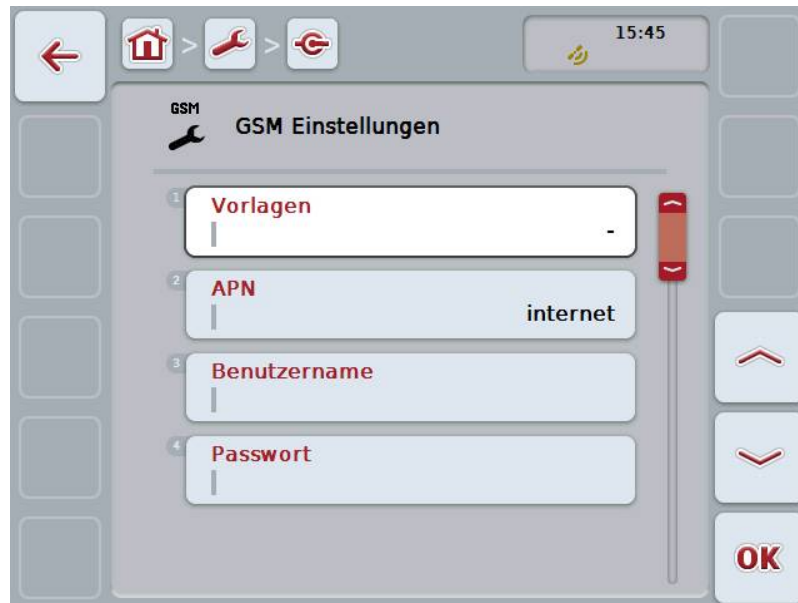 15:45
GSM
GSM Einstellungen
1
Vorlagen
-
2
APN
internet
3
Benutzername
4
Passwort
OK